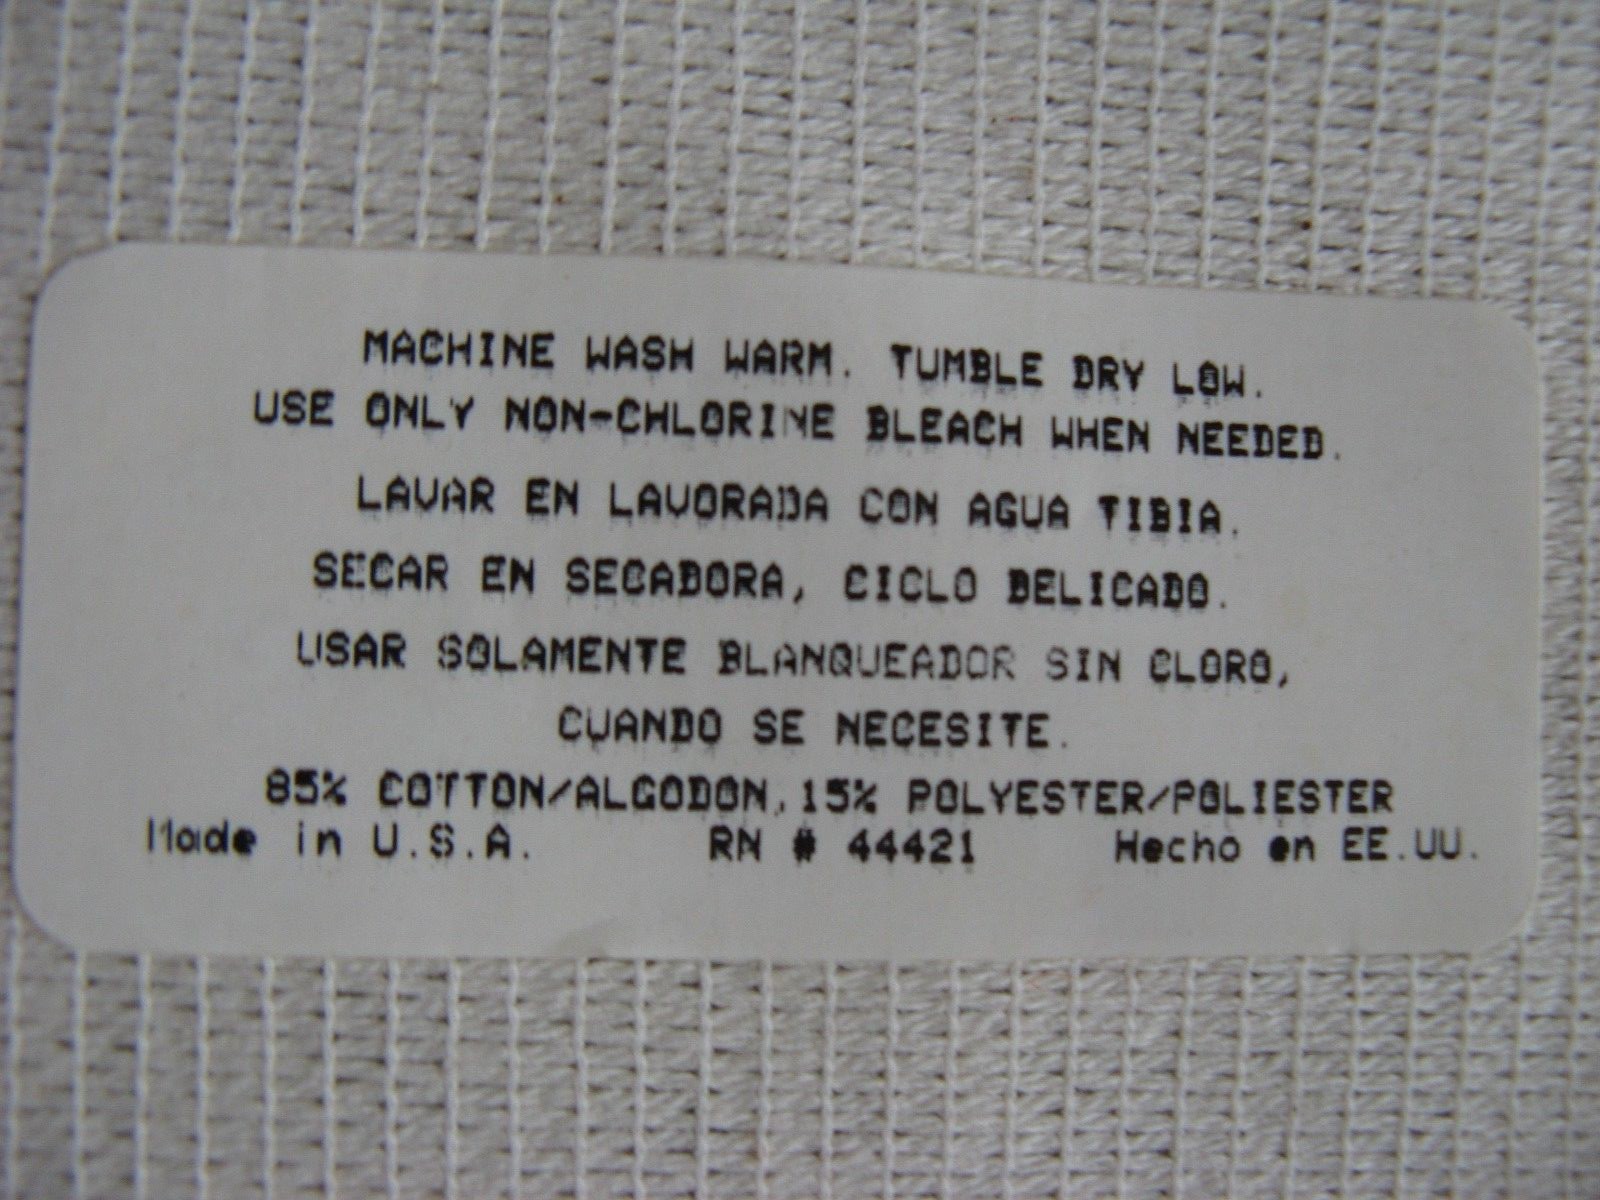 MACHINE WASH WARM. TUMBLE DRY LOW.
USE ONLY NON-CHLORINE BLEACH WHEN NEEDED.
LAVAR EN LAVORADA CON AGUA TIBIA.
SECAR EN SECADORA, CICLO DELICADO.
USAR SOLAMENTE BLANQUEADOR SIN CLORO,
CUANDO SE NECESITE.
85% COTTON/ALGODON, 15% POLYESTER/POLIESTER
Made in U.S.A. RN # 44421 Hecho en EE.UU.